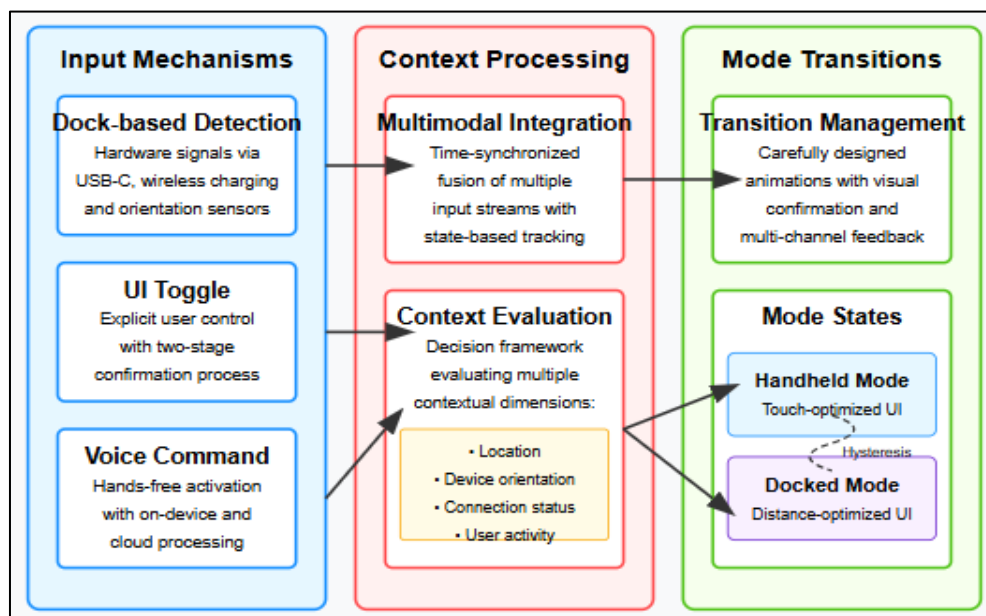 Input Mechanisms
Dock-based Detection
Hardware signals via
USB-C, wireless charging
and orientation sensors
UI Toggle
Explicit user control
with two-stage
confirmation process
Voice Command
Hands-free activation
with on-device and
cloud processing
Context Processing
Multimodal Integration
Time-synchronized
fusion of multiple
input streams with
state-based tracking
Context Evaluation
Decision framework
evaluating multiple
contextual dimensions:
• Location
• Device orientation
• Connection status
• User activity
Mode Transitions
Transition Management
Carefully designed
animations with visual
confirmation and
multi-channel feedback
Mode States
Handheld Mode
Touch-optimized UI
Hysteresis
Docked Mode
Distance-optimized UI